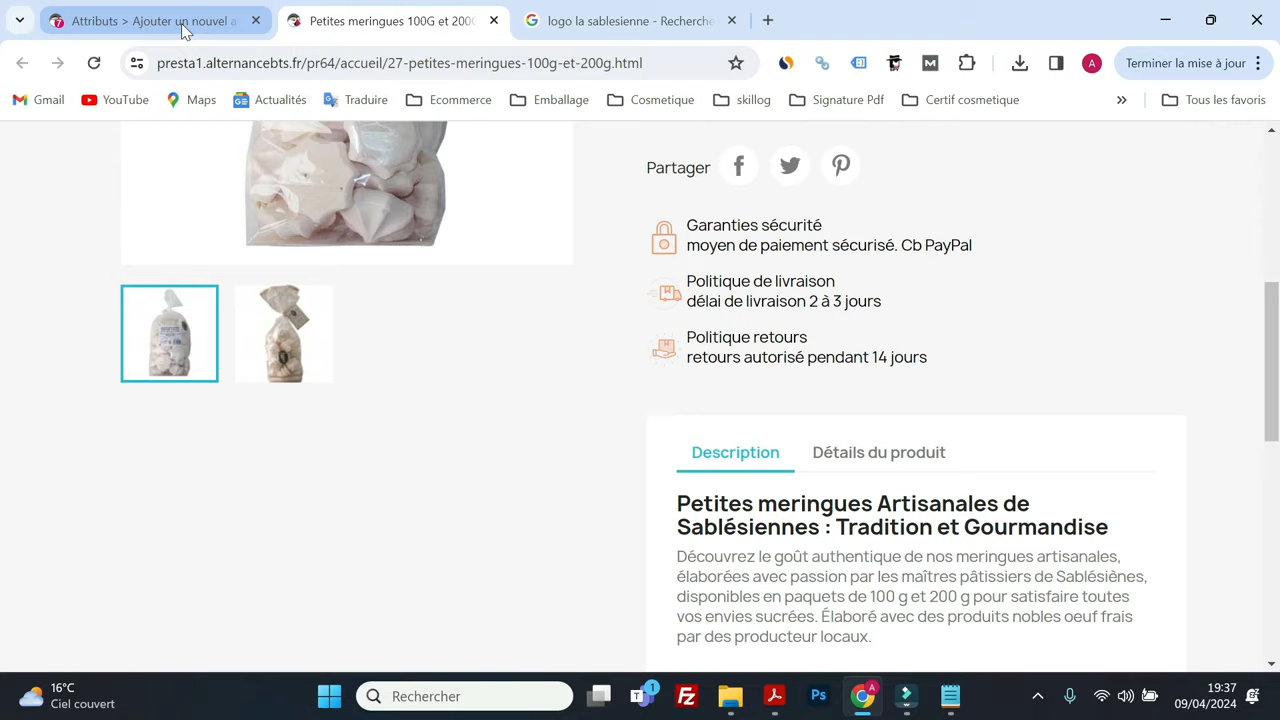 Attributs > Ajouter un nouvel a
Petites meringues 100G et 200G
logo la sablesienne - Recherche
presta1.alternancebts.fr/pr64/accueil/27-petites-meringues-100g-et-200g.html
A
Terminer la mise à jour
Gmail
YouTube
Maps
Actualités
Traduire
Ecommerce
Emballage
Cosmetique
skillog
Signature Pdf
Certif cosmetique
»
Tous les favoris
Partager
Garanties sécurité
moyen de paiement sécurisé. Cb PayPal
Politique de livraison
délai de livraison 2 à 3 jours
Politique retours
retours autorisé pendant 14 jours
Description
Détails du produit
Petites meringues Artisanales de
Sablésiennes : Tradition et Gourmandise
Découvrez le goût authentique de nos meringues artisanales,
élaborées avec passion par les maîtres pâtissiers de Sablésiènes,
disponibles en paquets de 100 g et 200 g pour satisfaire toutes
vos envies sucrées. Élaboré avec des produits nobles oeuf frais
par des producteur locaux.
16°C
Ciel couvert
Rechercher
19:37
09/04/2024